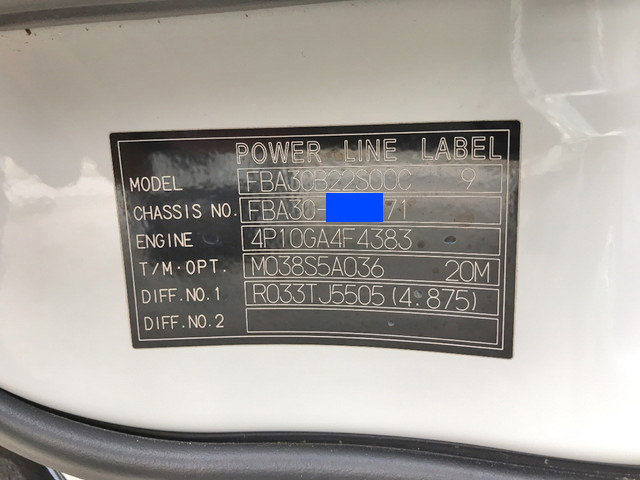 POWER LINE LABEL
MODEL FBA30B22S00C 9
CHASSIS NO. FBA30- 71
ENGINE 4P10GA4F4383
T/M·OPT. M038S5A036 20M
DIFF.NO.1 R033TJ5505(4.875)
DIFF.NO.2